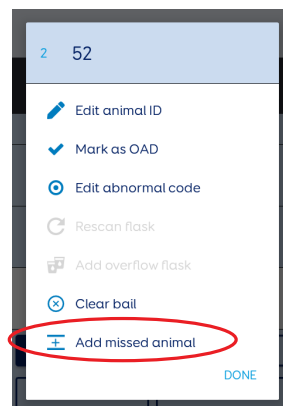 2 52
Edit animal ID
Mark as OAD
Edit abnormal code
Rescan flask
Add overflow flask
Clear bail
Add missed animal
DONE